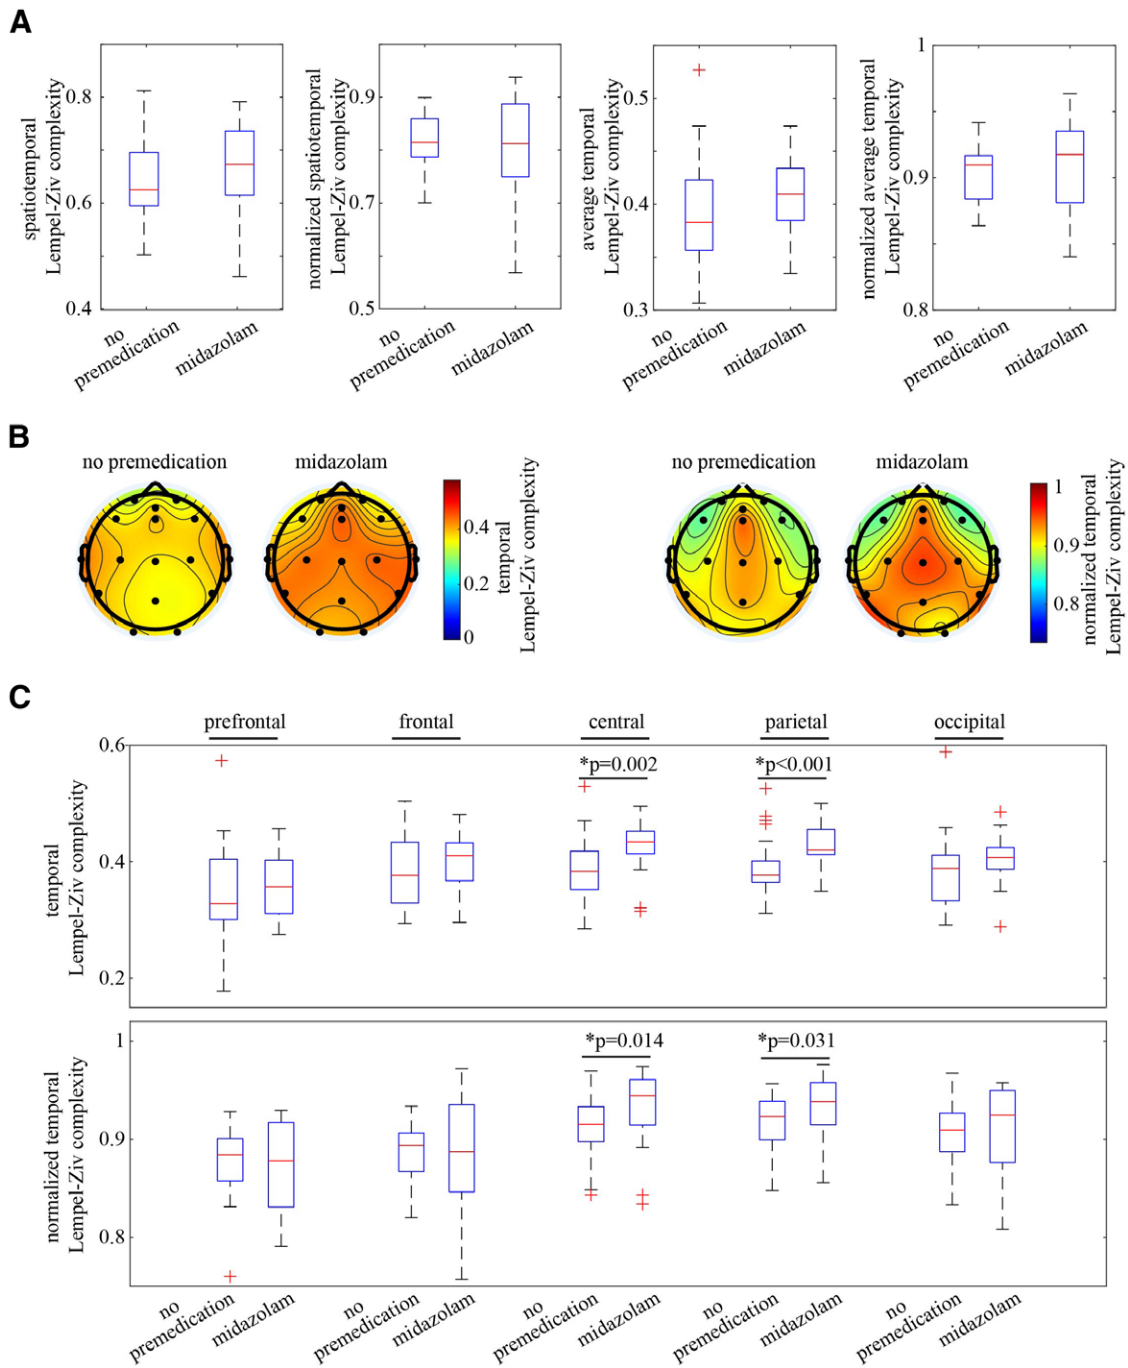 A
spatiotemporal
Lempel-Ziv complexity
0.8
0.6
0.4
no
premedication
midazolam
normalized spatiotemporal
Lempel-Ziv complexity
0.9
0.7
0.5
no
premedication
midazolam
average temporal
Lempel-Ziv complexity
0.5
0.4
0.3
no
premedication
midazolam
normalized average temporal
Lempel-Ziv complexity
1
0.9
0.8
no
premedication
midazolam
B
no premedication
midazolam
0.4
0.2
0
temporal
Lempel-Ziv complexity
no premedication
midazolam
1
0.9
0.8
normalized temporal
Lempel-Ziv complexity
C
prefrontal
frontal
central
parietal
occipital
temporal
Lempel-Ziv complexity
0.6
0.4
0.2
*p=0.002
*p<0.001
normalized temporal
Lempel-Ziv complexity
1
0.9
0.8
*p=0.014
*p=0.031
no
premedication
midazolam
no
premedication
midazolam
no
premedication
midazolam
no
premedication
midazolam
no
premedication
midazolam